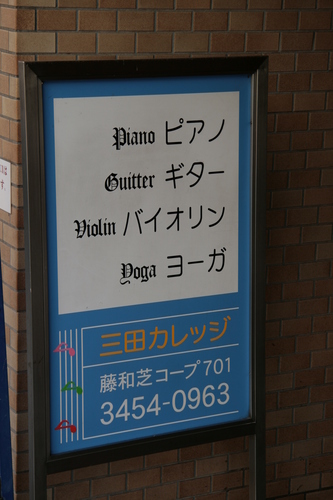 Piano ピアノ
Guitter ギター
Violin バイオリン
Yoga ヨーガ
三田カレッジ
藤和芝コープ701
3454-0963